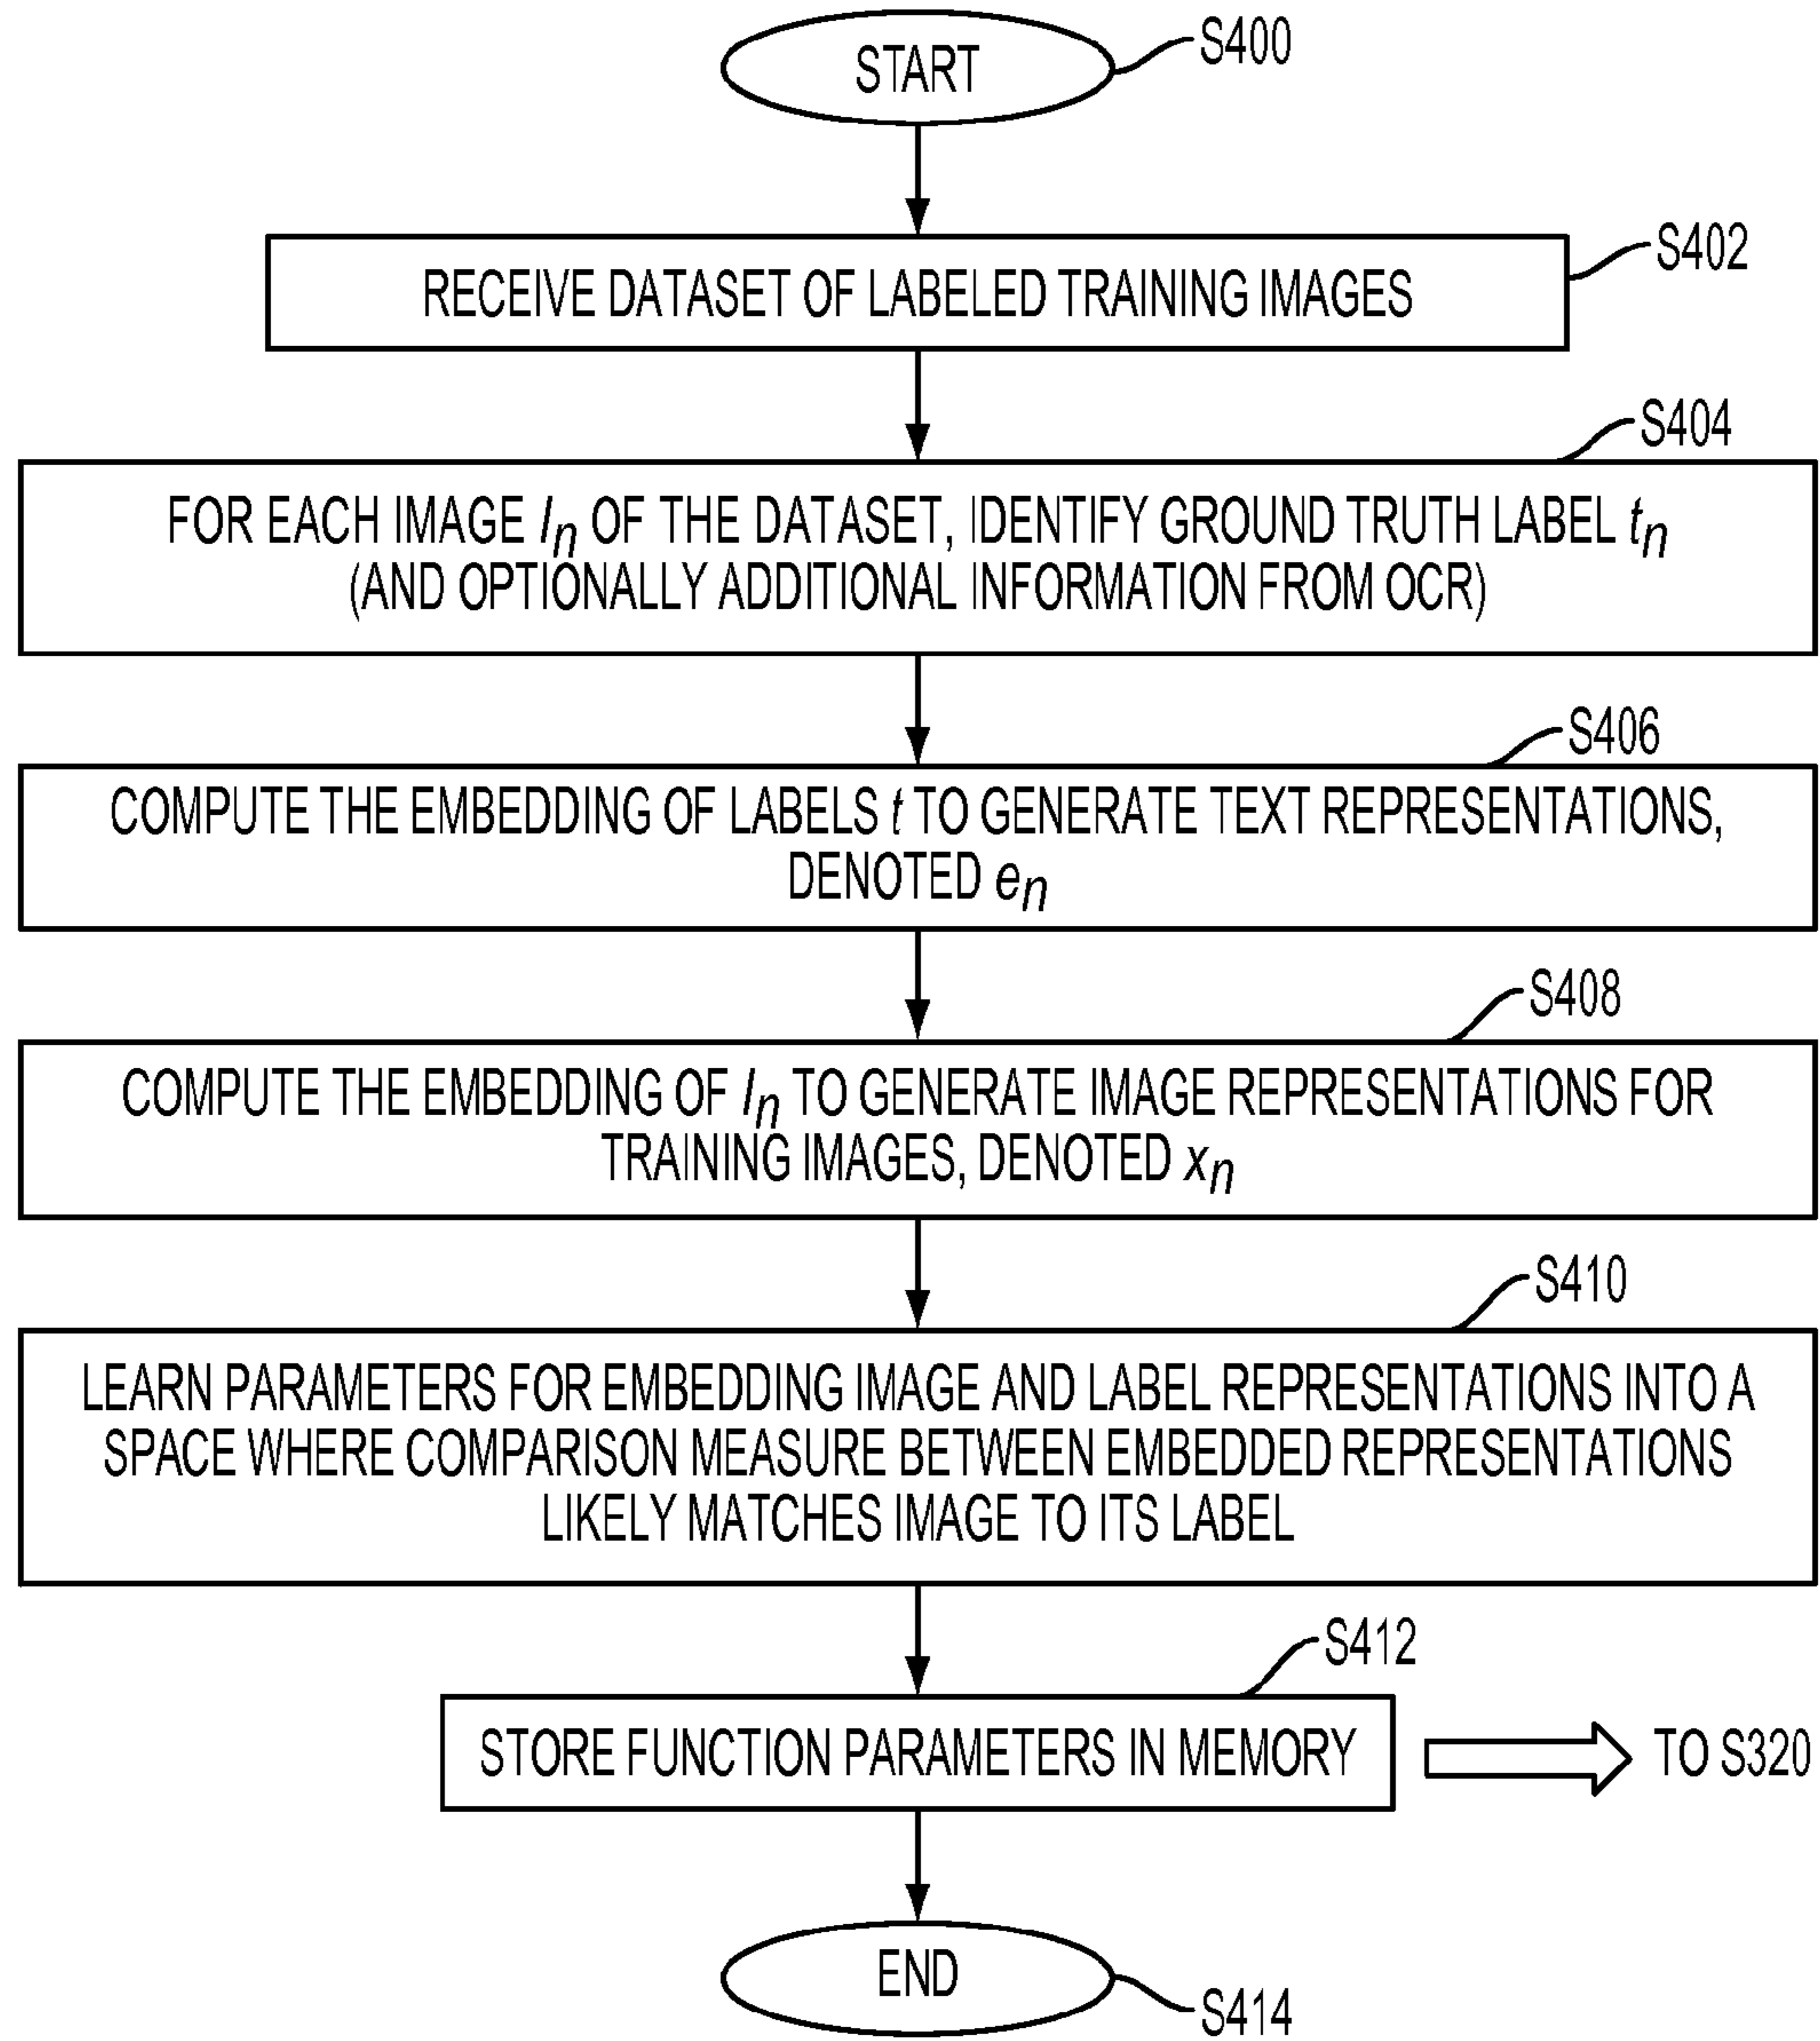 START
S400
RECEIVE DATASET OF LABELED TRAINING IMAGES
S402
S404
FOR EACH IMAGE In OF THE DATASET, IDENTIFY GROUND TRUTH LABEL tn
(AND OPTIONALLY ADDITIONAL INFORMATION FROM OCR)
S406
COMPUTE THE EMBEDDING OF LABELS t TO GENERATE TEXT REPRESENTATIONS,
DENOTED en
S408
COMPUTE THE EMBEDDING OF In TO GENERATE IMAGE REPRESENTATIONS FOR
TRAINING IMAGES, DENOTED xn
S410
LEARN PARAMETERS FOR EMBEDDING IMAGE AND LABEL REPRESENTATIONS INTO A
SPACE WHERE COMPARISON MEASURE BETWEEN EMBEDDED REPRESENTATIONS
LIKELY MATCHES IMAGE TO ITS LABEL
S412
STORE FUNCTION PARAMETERS IN MEMORY
TO S320
END
S414